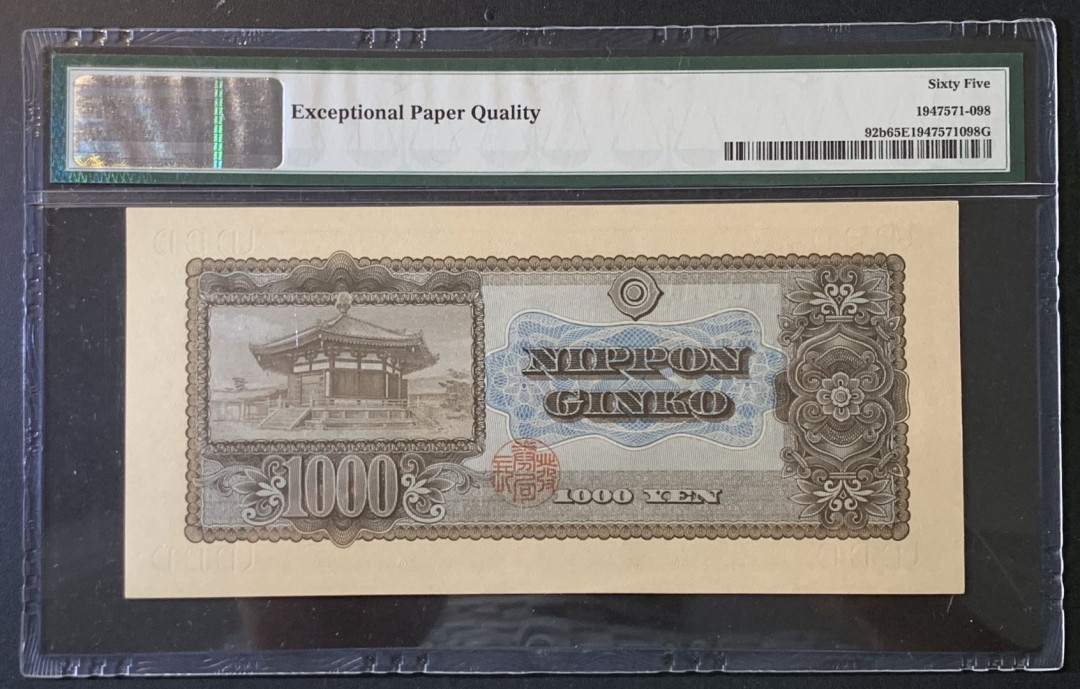 Sixty Five
Exceptional Paper Quality
1947571-098
92b65E1947571098G
NIPPON
GINKO
1000
1000 YEN